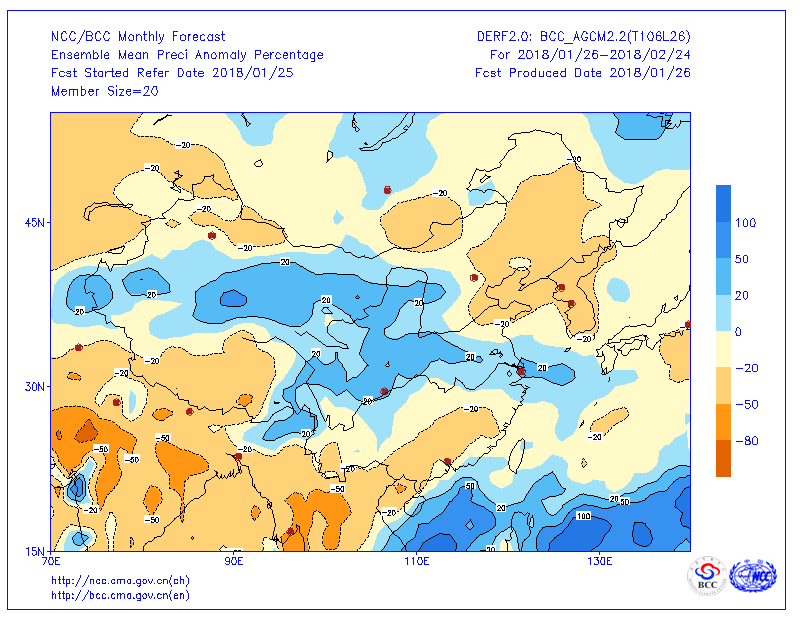 NCC/BCC Monthly Forecast
DERF2.0: BCC_AGCM2.2(T106L26)
Ensemble Mean Preci Anomaly Percentage
For 2018/01/26-2018/02/24
Fcst Started Refer Date 2018/01/25
Fcst Produced Date 2018/01/26
Member Size=20
-20
-20
-20
-20
-20
45N
-20
20
20
20
20
20
-20
-20
20
-20
20
20
-20
30N
20
20
-20
-50
-50
-50
-20
-20
-50
-20
-50
-20
50
20
20
50
100
-50
20
15N
70E
90E
110E
130E
100
50
20
0
-20
-50
-80
http://ncc.cma.gov.cn(ch)
http://bcc.cma.gov.cn(en)
BCC
NCC